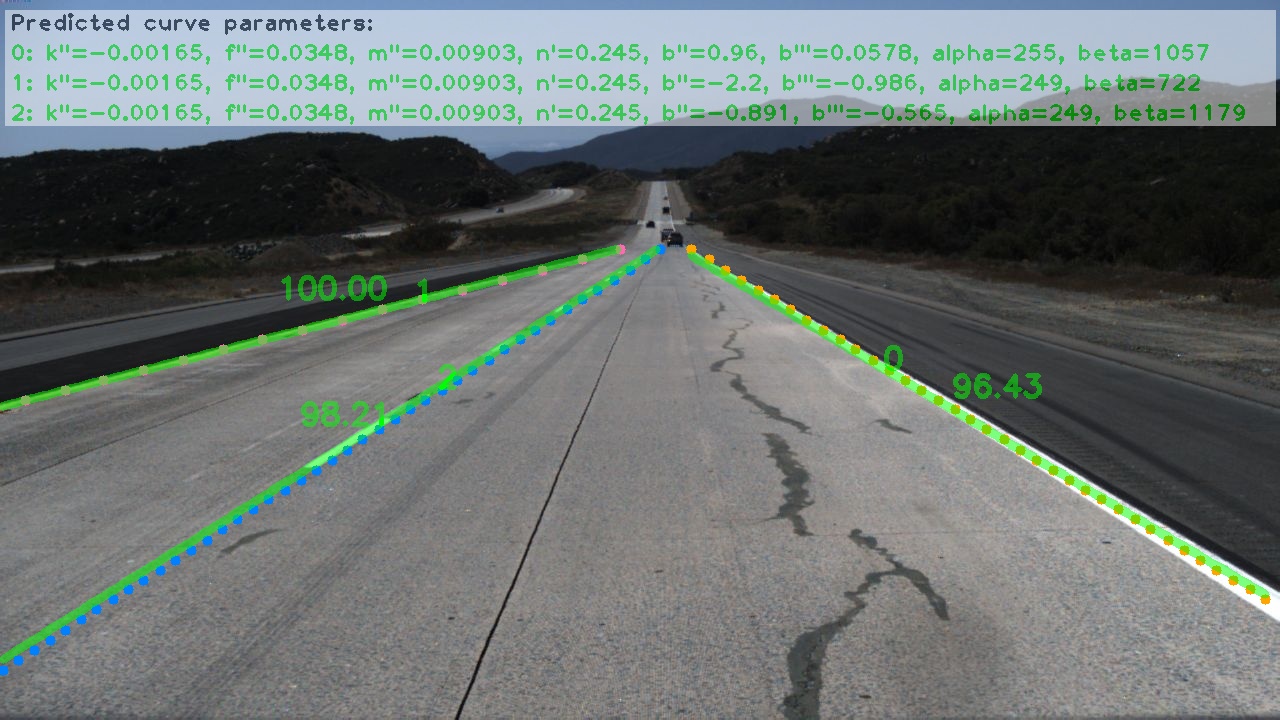 Predicted curve parameters:
0: k''=-0.00165, f''=0.0348, m''=0.00903, n'=0.245, b''=0.96, b'''=0.0578, alpha=255, beta=1057
1: k''=-0.00165, f''=0.0348, m''=0.00903, n'=0.245, b''=-2.2, b'''=-0.986, alpha=249, beta=722
2: k''=-0.00165, f''=0.0348, m''=0.00903, n'=0.245, b''=-0.891, b'''=-0.565, alpha=249, beta=1179
100.00 1
0
2
96.43
98.21